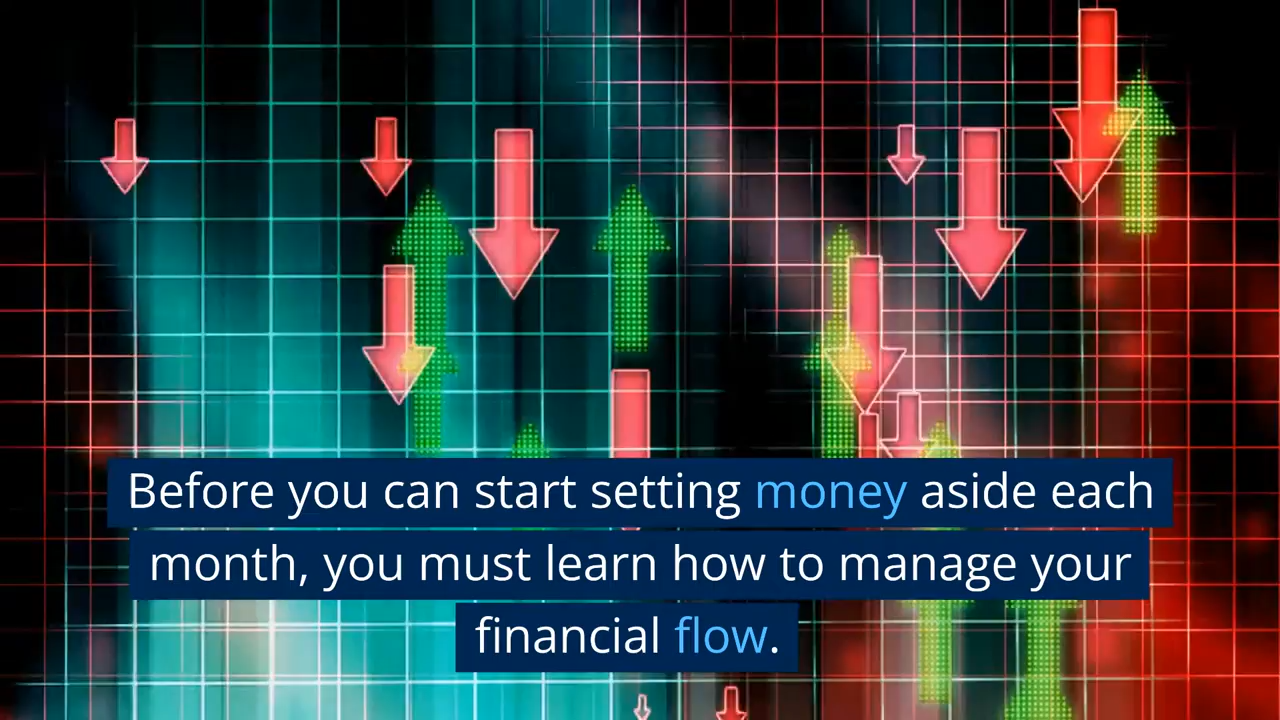 Before you can start setting money aside each
month, you must learn how to manage your
financial flow.